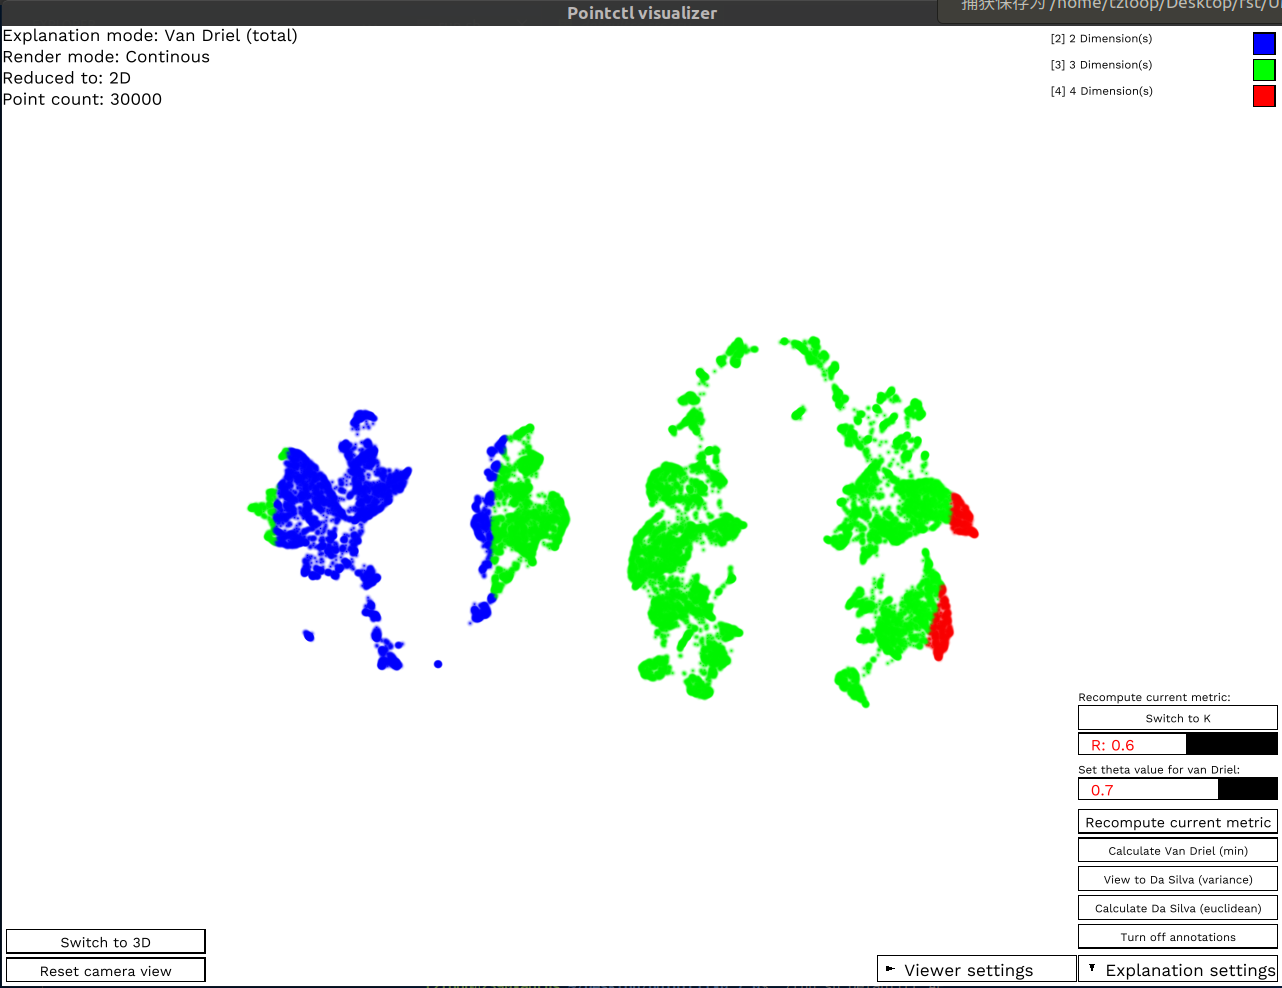 Pointctl visualizer
捕获保存为 /home/tzloop/Desktop/rst/
Explanation mode: Van Driel (total)
Render mode: Continous
Reduced to: 2D
Point count: 30000
[2] 2 Dimension(s)
[3] 3 Dimension(s)
[4] 4 Dimension(s)
Recompute current metric:
Switch to K
R: 0.6
Set theta value for van Driel:
0.7
Recompute current metric
Calculate Van Driel (min)
View to Da Silva (variance)
Calculate Da Silva (euclidean)
Turn off annotations
Switch to 3D
Reset camera view
Viewer settings
Explanation settings